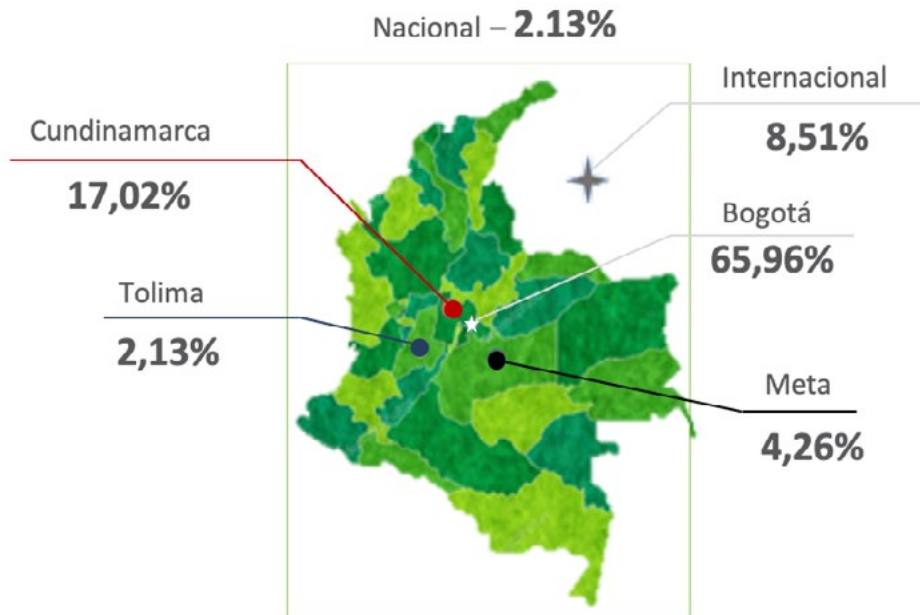 Nacional – 2.13%
Internacional
8,51%
Cundinamarca
17,02%
Bogotá
65,96%
Tolima
2,13%
Meta
4,26%